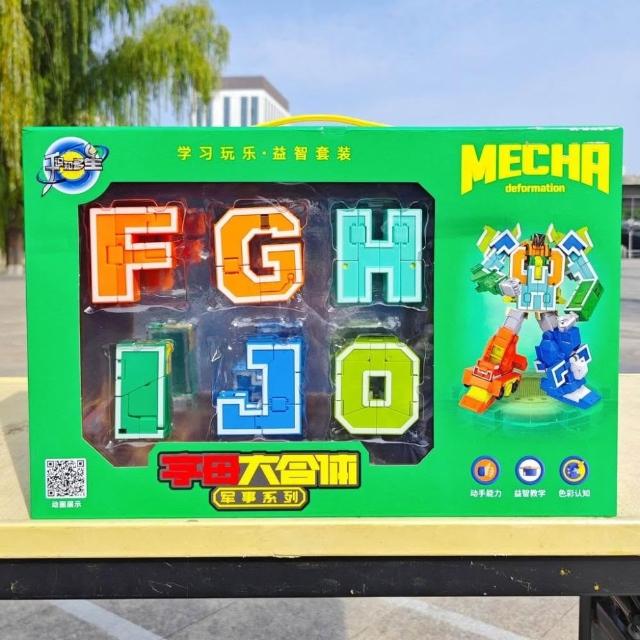 学习玩乐·益智套装
MECHA
deformation
F G H
I J O
字母大合体
军事系列
动画展示
动手能力 益智教学 色彩认知